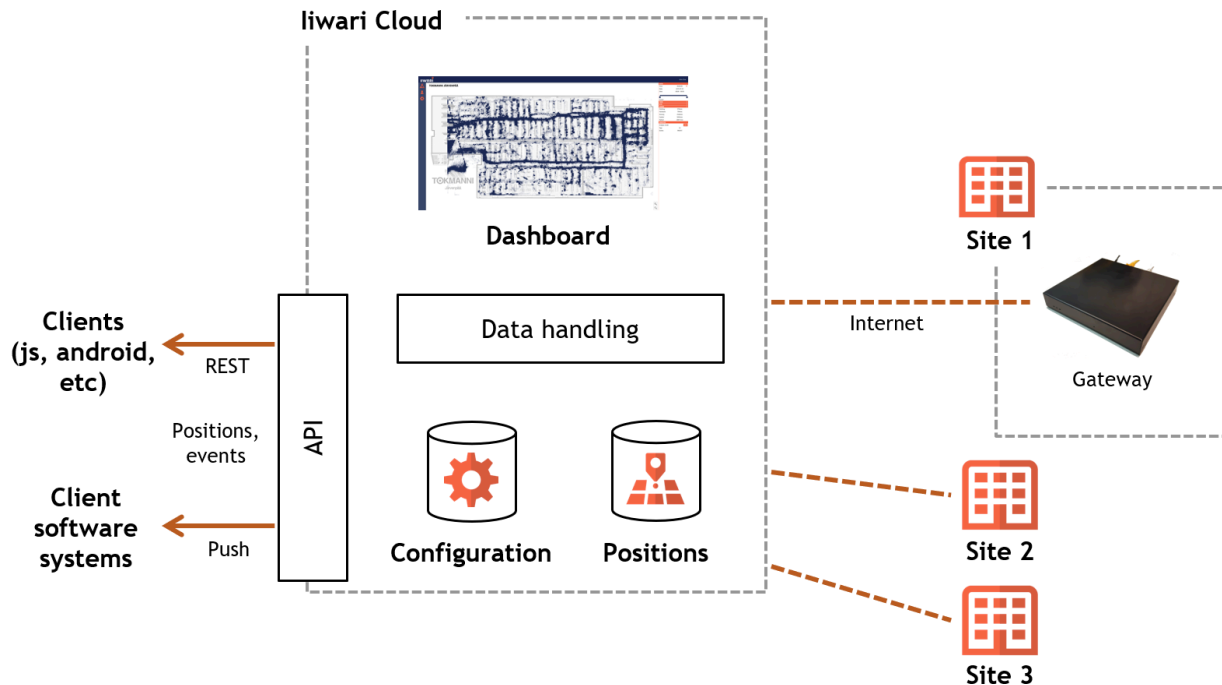 Iiwari Cloud
TOKMANNI
Dashboard
Site 1
Data handling
Internet
Gateway
Clients
(js, android,
etc)
REST
API
Positions,
events
Client
software
systems
Push
Configuration
Positions
Site 2
Site 3